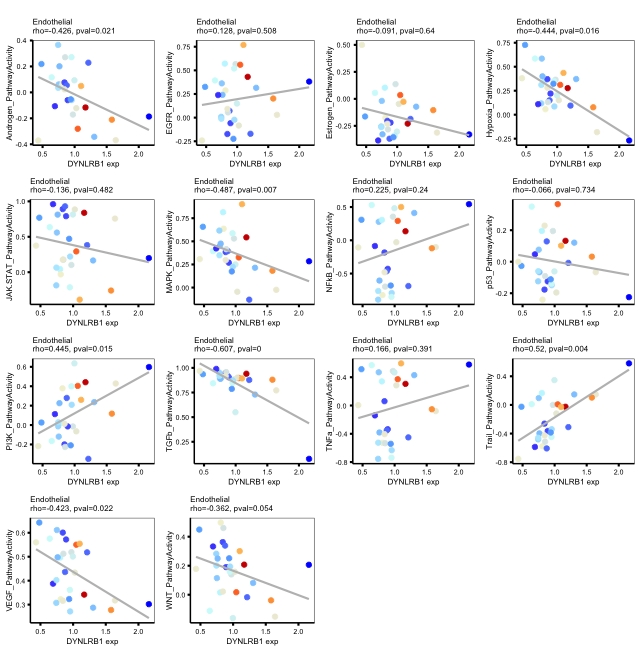 Endothelial
rho=-0.426, pval=0.021
Androgen_PathwayActivity
0.4
0.2
0.0
-0.2
-0.4
0.5 1.0 1.5 2.0
DYNLRB1 exp
Endothelial
rho=0.128, pval=0.508
EGFR_PathwayActivity
0.75
0.50
0.25
0.00
-0.25
0.5 1.0 1.5 2.0
DYNLRB1 exp
Endothelial
rho=-0.091, pval=0.64
Estrogen_PathwayActivity
0.50
0.25
0.00
-0.25
0.5 1.0 1.5 2.0
DYNLRB1 exp
Endothelial
rho=-0.444, pval=0.016
Hypoxia_PathwayActivity
0.75
0.50
0.25
0.00
-0.25
0.5 1.0 1.5 2.0
DYNLRB1 exp
Endothelial
rho=-0.136, pval=0.482
JAK.STAT_PathwayActivity
1.0
0.5
0.0
0.5 1.0 1.5 2.0
DYNLRB1 exp
Endothelial
rho=-0.487, pval=0.007
MAPK_PathwayActivity
0.75
0.50
0.25
0.00
0.5 1.0 1.5 2.0
DYNLRB1 exp
Endothelial
rho=0.225, pval=0.24
NFkB_PathwayActivity
0.5
0.0
-0.5
0.5 1.0 1.5 2.0
DYNLRB1 exp
Endothelial
rho=-0.066, pval=0.734
p53_PathwayActivity
0.2
0.0
-0.2
0.5 1.0 1.5 2.0
DYNLRB1 exp
Endothelial
rho=0.445, pval=0.015
PI3K_PathwayActivity
0.6
0.4
0.2
0.0
-0.2
0.5 1.0 1.5 2.0
DYNLRB1 exp
Endothelial
rho=-0.607, pval=0
TGFb_PathwayActivity
1.00
0.75
0.50
0.25
0.5 1.0 1.5 2.0
DYNLRB1 exp
Endothelial
rho=0.166, pval=0.391
TNFa_PathwayActivity
0.4
0.0
-0.4
-0.8
0.5 1.0 1.5 2.0
DYNLRB1 exp
Endothelial
rho=0.52, pval=0.004
Trail_PathwayActivity
0.4
0.0
-0.4
-0.8
0.5 1.0 1.5 2.0
DYNLRB1 exp
Endothelial
rho=-0.423, pval=0.022
VEGF_PathwayActivity
0.6
0.5
0.4
0.3
0.5 1.0 1.5 2.0
DYNLRB1 exp
Endothelial
rho=-0.362, pval=0.054
WNT_PathwayActivity
0.4
0.2
0.0
0.5 1.0 1.5 2.0
DYNLRB1 exp